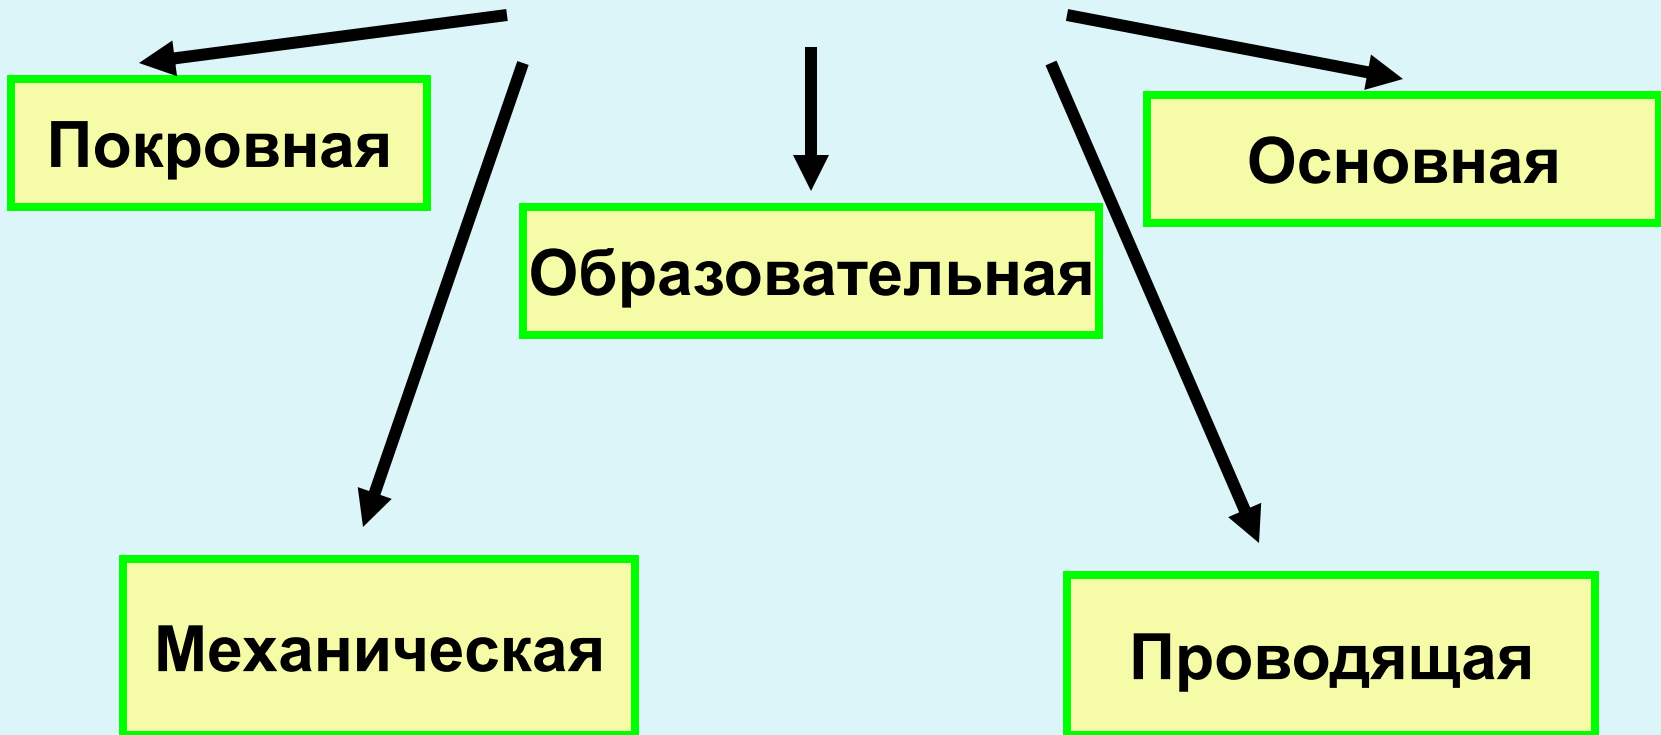 Покровная
Основная
Образовательная
Механическая
Проводящая